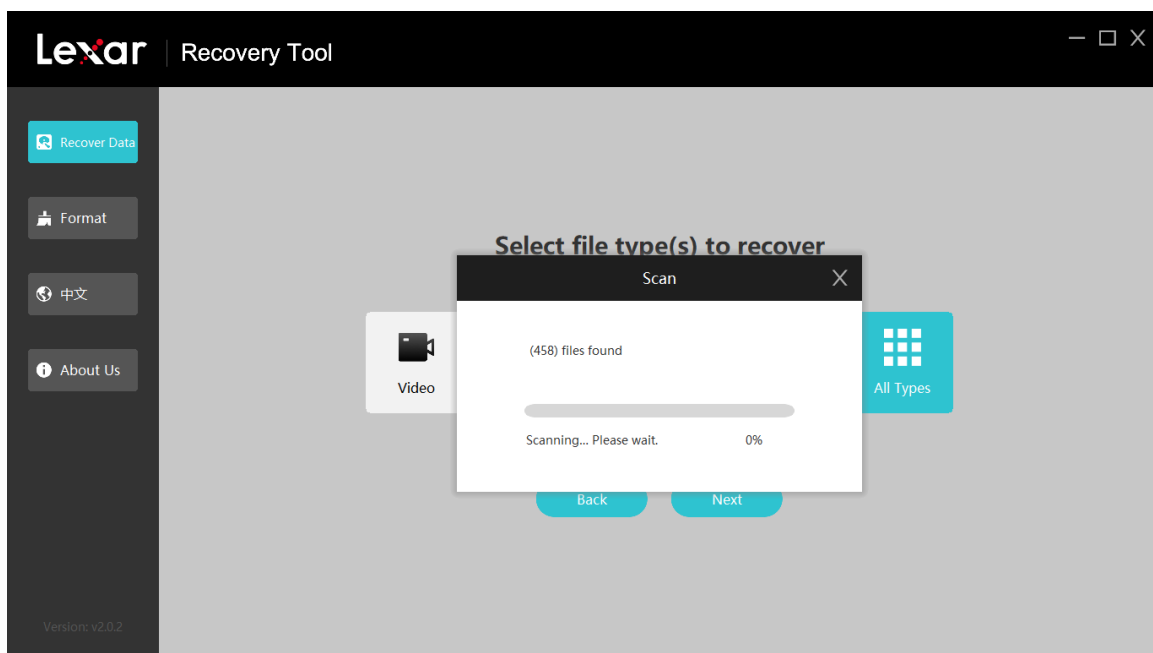 Lexar Recovery Tool
Recover Data
Format
中文
About Us
Version: v2.0.2
Select file type(s) to recover
Scan
(458) files found
Scanning... Please wait. 0%
Video
All Types
Back Next